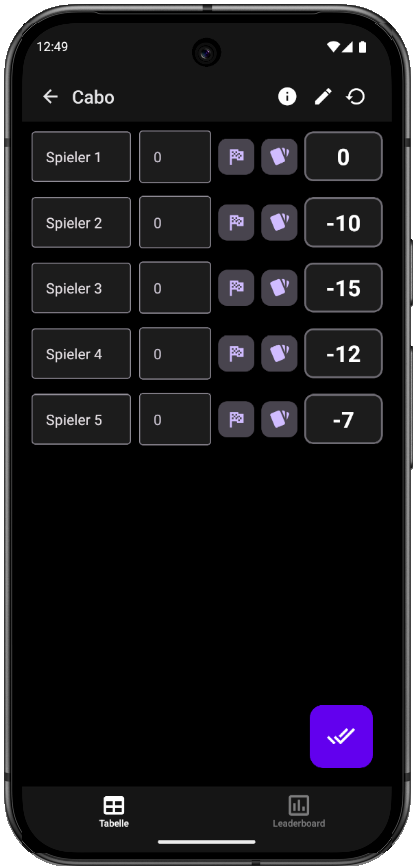 12:49
Cabo
Spieler 1 0 0
Spieler 2 0 -10
Spieler 3 0 -15
Spieler 4 0 -12
Spieler 5 0 -7
Tabelle Leaderboard